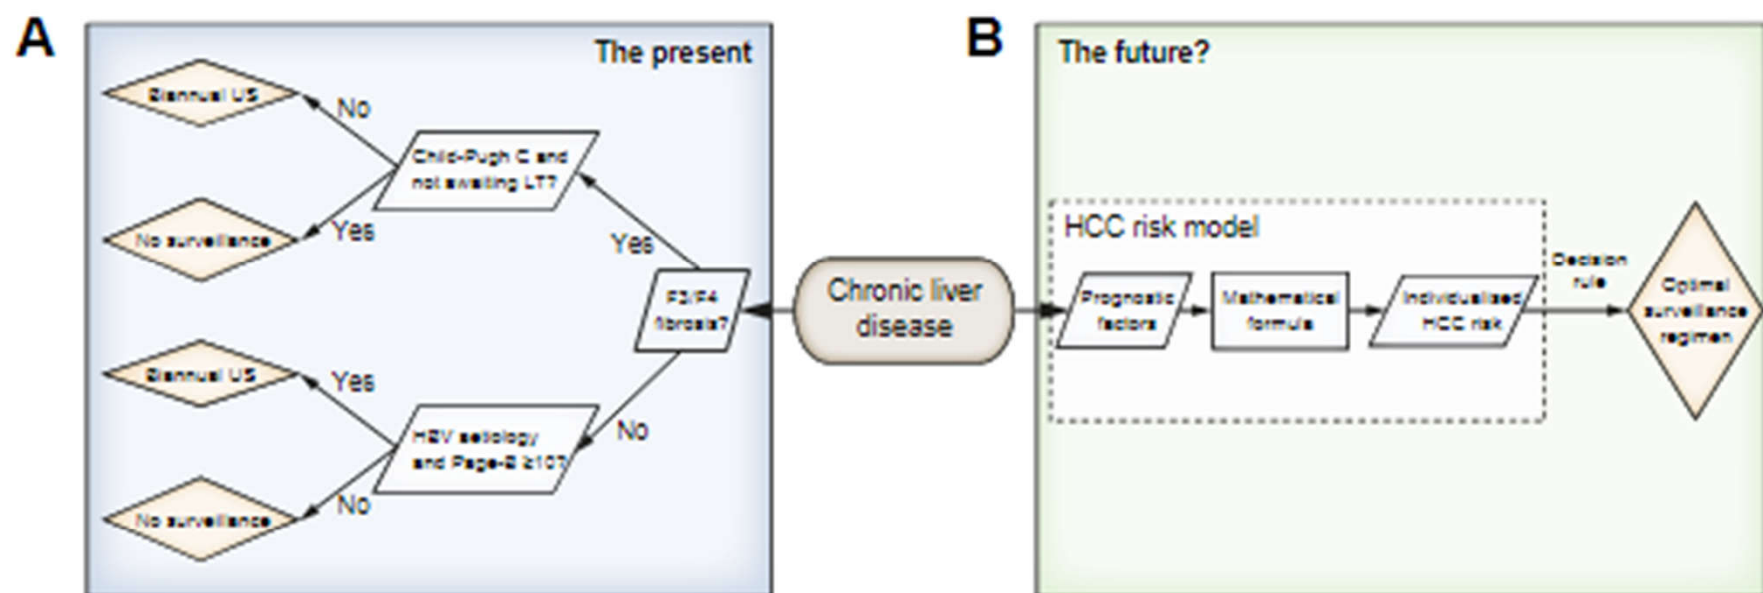 A
The present
Biannual US
No
Child-Pugh C and
not awaiting LT?
No surveillance
Yes
Yes
F3/F4
fibrosis?
Biannual US
Yes
HBV aetiology
and Page-B ≥10?
No
No surveillance
No
Chronic liver
disease
B
The future?
HCC risk model
Prognostic
factors
Mathematical
formula
Individualised
HCC risk
Decision
rule
Optimal
surveillance
regimen